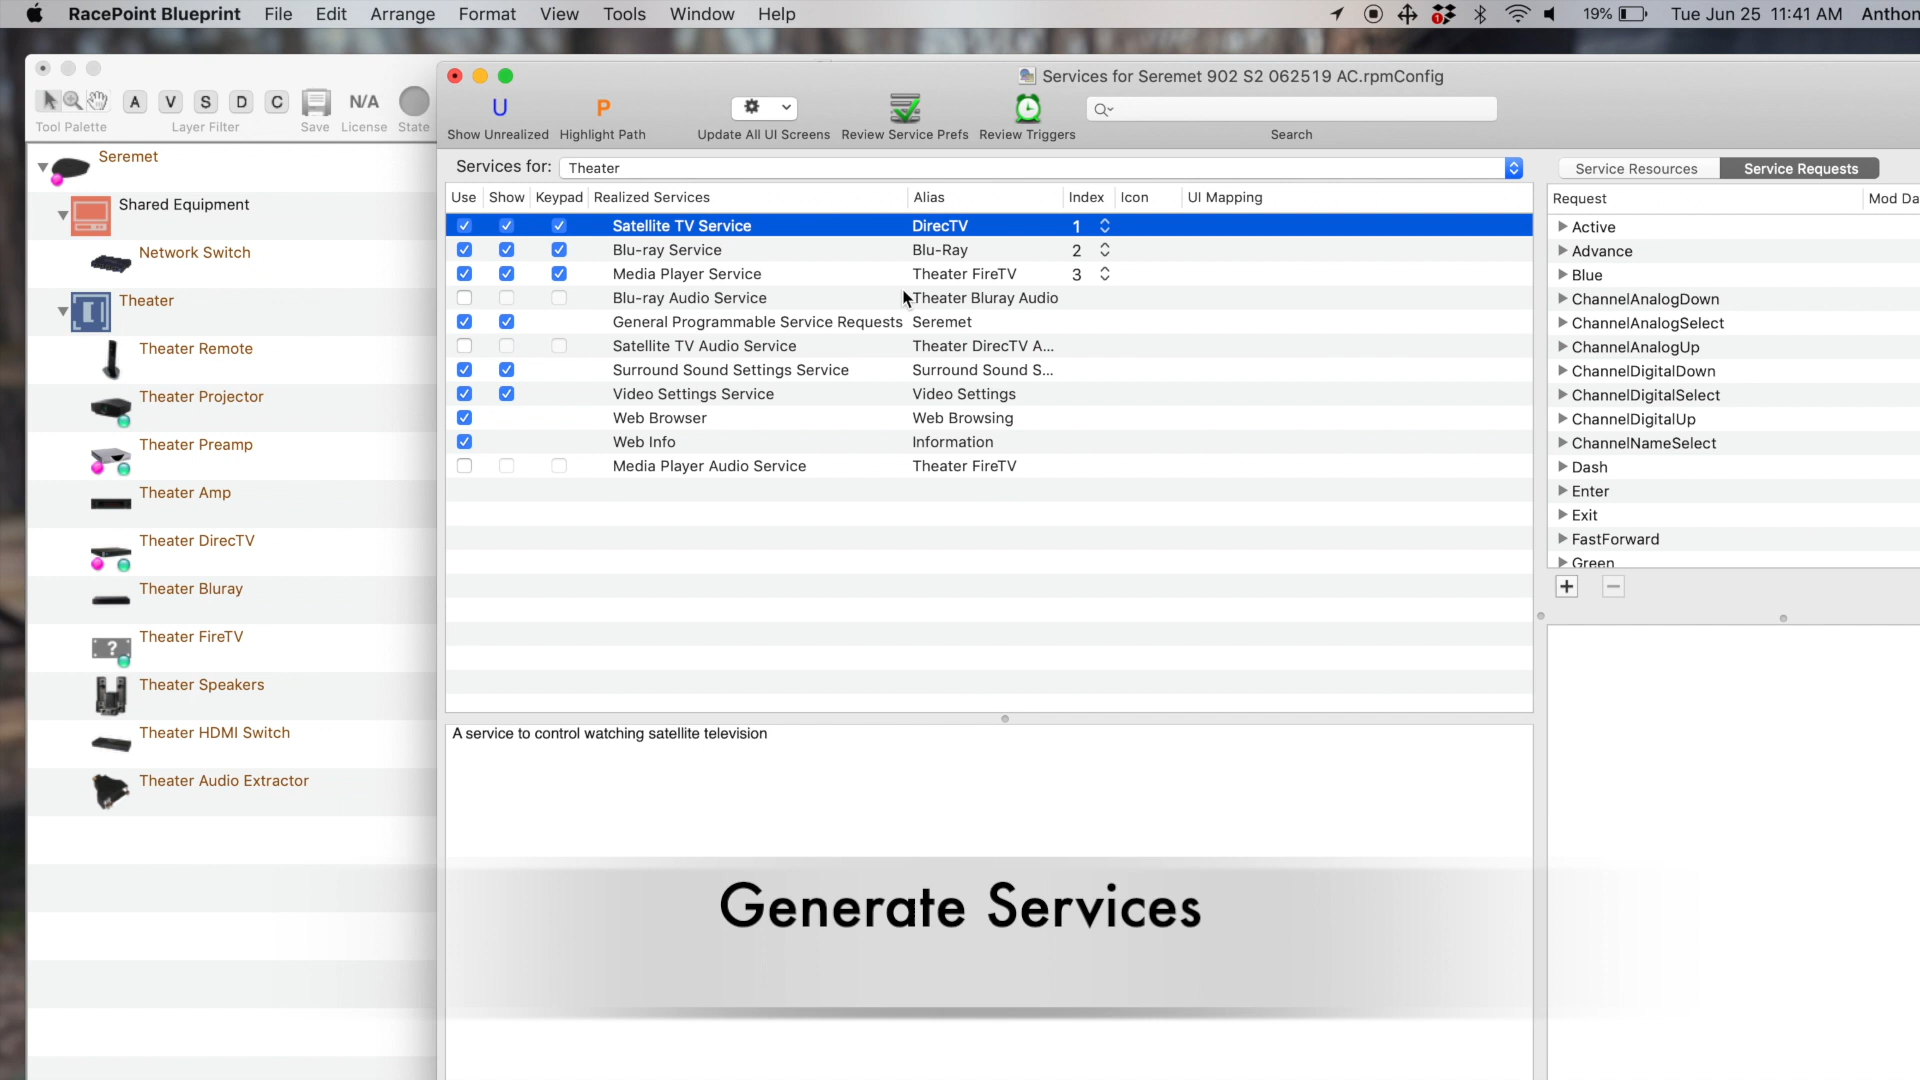 RacePoint Blueprint File Edit Arrange Format View Tools Window Help 1 19% Tue Jun 25 11:41 AM Anthon
Services for Seremet 902 S2 062519 AC.rpmConfig
A V S D C N/A
Tool Palette Layer Filter Save License State
U P
Show Unrealized Highlight Path Update All UI Screens Review Service Prefs Review Triggers Search
Seremet
Shared Equipment
Network Switch
Theater
Theater Remote
Theater Projector
Theater Preamp
Theater Amp
Theater DirecTV
Theater Bluray
Theater FireTV
?
Theater Speakers
Theater HDMI Switch
Theater Audio Extractor
Services for: Theater
Use Show Keypad Realized Services Alias Index Icon UI Mapping
Satellite TV Service DirecTV 1
Blu-ray Service Blu-Ray 2
Media Player Service Theater FireTV 3
Blu-ray Audio Service Theater Bluray Audio
General Programmable Service Requests Seremet
Satellite TV Audio Service Theater DirecTV A...
Surround Sound Settings Service Surround Sound S...
Video Settings Service Video Settings
Web Browser Web Browsing
Web Info Information
Media Player Audio Service Theater FireTV
A service to control watching satellite television
Service Resources Service Requests
Request Mod Da
Active
Advance
Blue
ChannelAnalogDown
ChannelAnalogSelect
ChannelAnalogUp
ChannelDigitalDown
ChannelDigitalSelect
ChannelDigitalUp
ChannelNameSelect
Dash
Enter
Exit
FastForward
Green
+ −
Generate Services